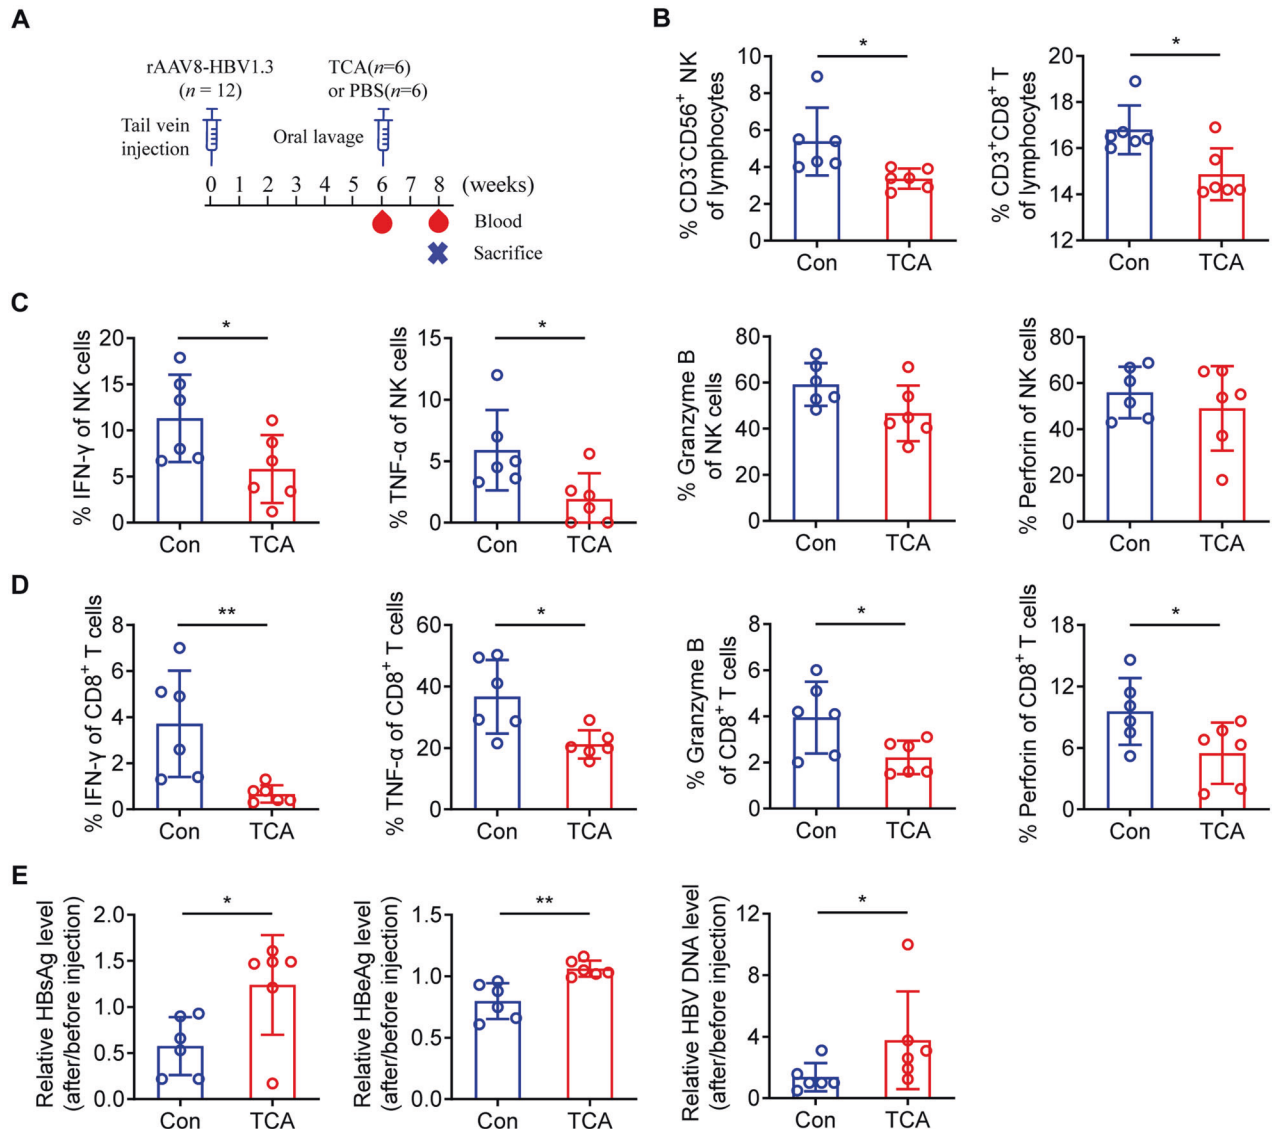 A
rAAV8-HBV1.3
(n = 12)
TCA(n=6)
or PBS(n=6)
Tail vein
injection
Oral lavage
0 1 2 3 4 5 6 7 8 (weeks)
Blood
Sacrifice
B
% CD3⁻CD56⁺ NK
of lymphocytes
10
8
6
4
2
0
*
Con TCA
% CD3⁺CD8⁺ T
of lymphocytes
20
18
16
14
12
*
Con TCA
C
% IFN-γ of NK cells
20
15
10
5
0
*
Con TCA
% TNF-α of NK cells
15
10
5
0
*
Con TCA
% Granzyme B
of NK cells
80
60
40
20
0
Con TCA
% Perforin of NK cells
80
60
40
20
0
Con TCA
D
% IFN-γ of CD8⁺ T cells
8
6
4
2
0
**
Con TCA
% TNF-α of CD8⁺ T cells
60
40
20
0
*
Con TCA
% Granzyme B
of CD8⁺ T cells
8
6
4
2
0
*
Con TCA
% Perforin of CD8⁺ T cells
18
12
6
0
*
Con TCA
E
Relative HBsAg level
(after/before injection)
2.0
1.5
1.0
0.5
0.0
*
Con TCA
Relative HBeAg level
(after/before injection)
1.5
1.0
0.5
0.0
**
Con TCA
Relative HBV DNA level
(after/before injection)
12
8
4
0
*
Con TCA